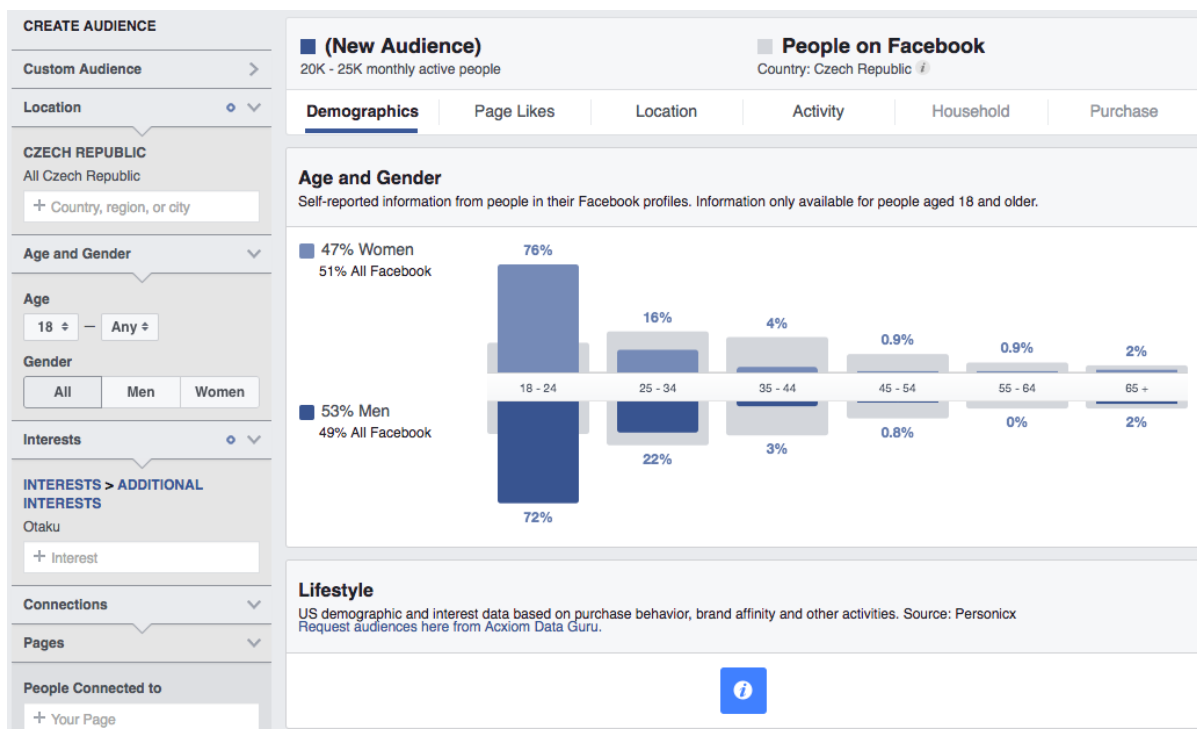 CREATE AUDIENCE
Custom Audience
Location
CZECH REPUBLIC
All Czech Republic
+ Country, region, or city
Age and Gender
Age
18 — Any
Gender
All Men Women
Interests
INTERESTS > ADDITIONAL
INTERESTS
Otaku
+ Interest
Connections
Pages
People Connected to
+ Your Page
(New Audience)
20K - 25K monthly active people
People on Facebook
Country: Czech Republic i
Demographics Page Likes Location Activity Household Purchase
Age and Gender
Self-reported information from people in their Facebook profiles. Information only available for people aged 18 and older.
47% Women
51% All Facebook
76% 16% 4% 0.9% 0.9% 2%
18 - 24 25 - 34 35 - 44 45 - 54 55 - 64 65 +
53% Men
49% All Facebook
72% 22% 3% 0.8% 0% 2%
Lifestyle
US demographic and interest data based on purchase behavior, brand affinity and other activities. Source: Personicx
Request audiences here from Acxiom Data Guru.
i